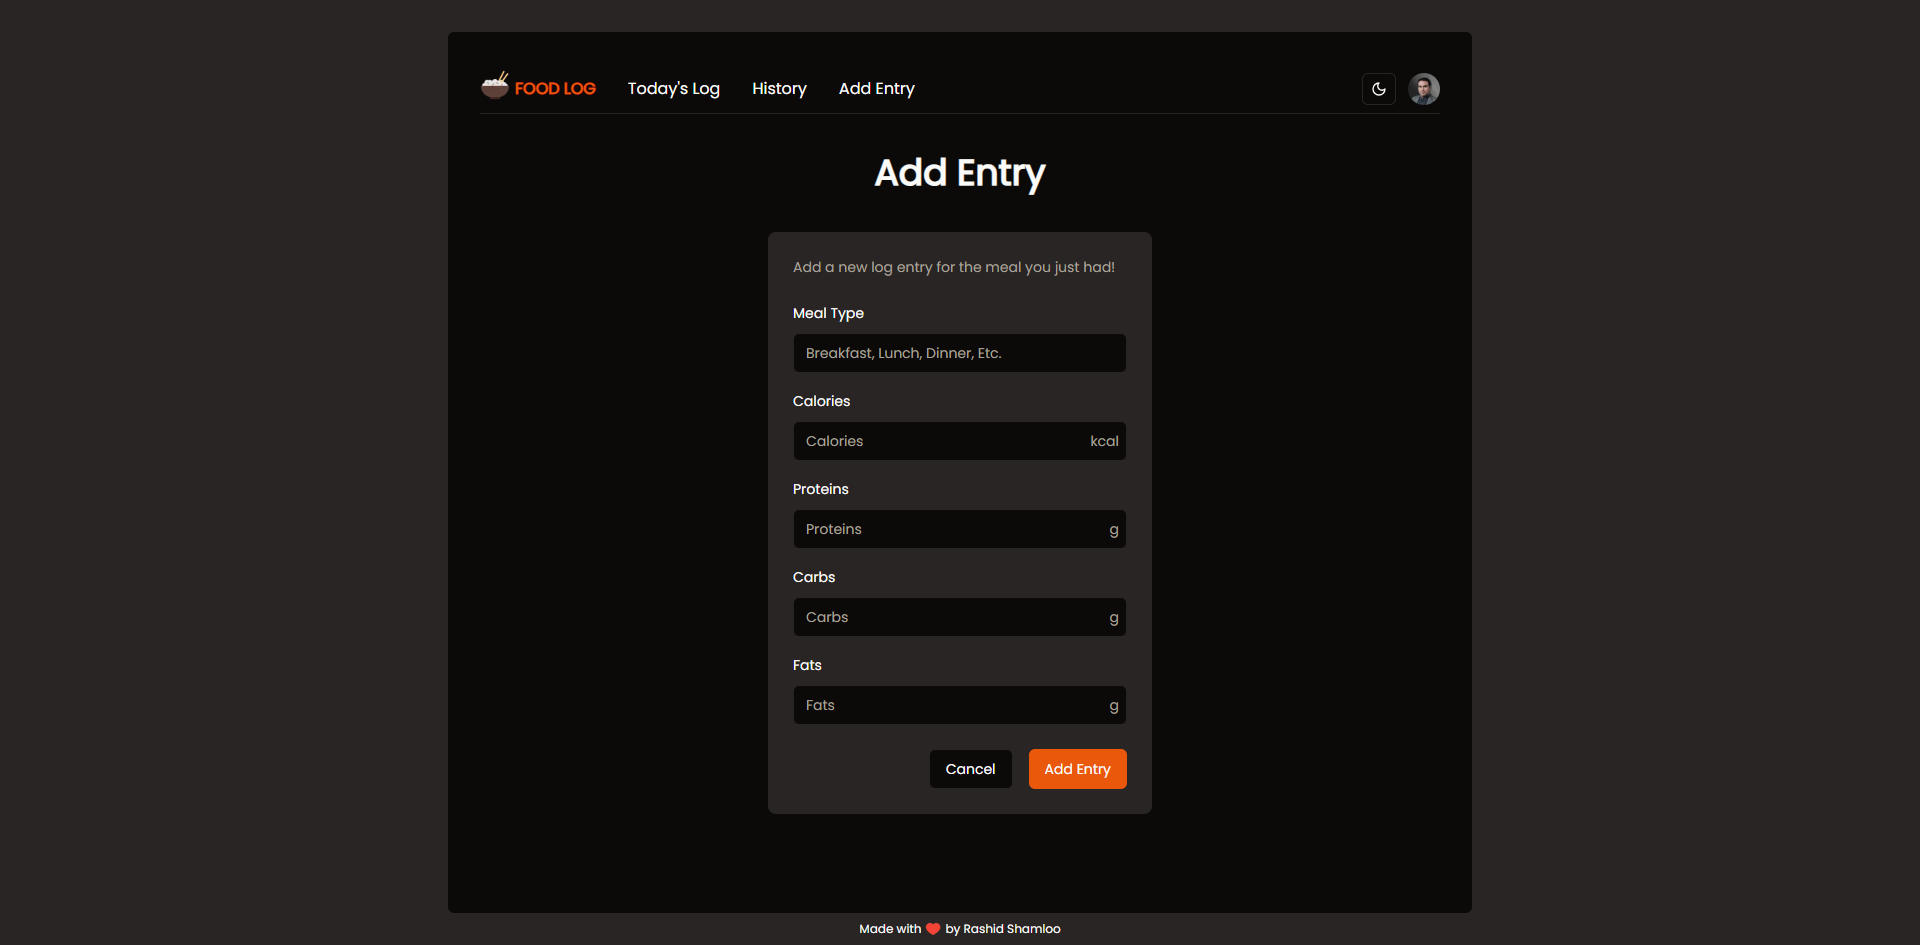 FOOD LOG Today's Log History Add Entry
Add Entry
Add a new log entry for the meal you just had!
Meal Type
Breakfast, Lunch, Dinner, Etc.
Calories
Calories kcal
Proteins
Proteins g
Carbs
Carbs g
Fats
Fats g
Cancel Add Entry
Made with ❤️ by Rashid Shamloo